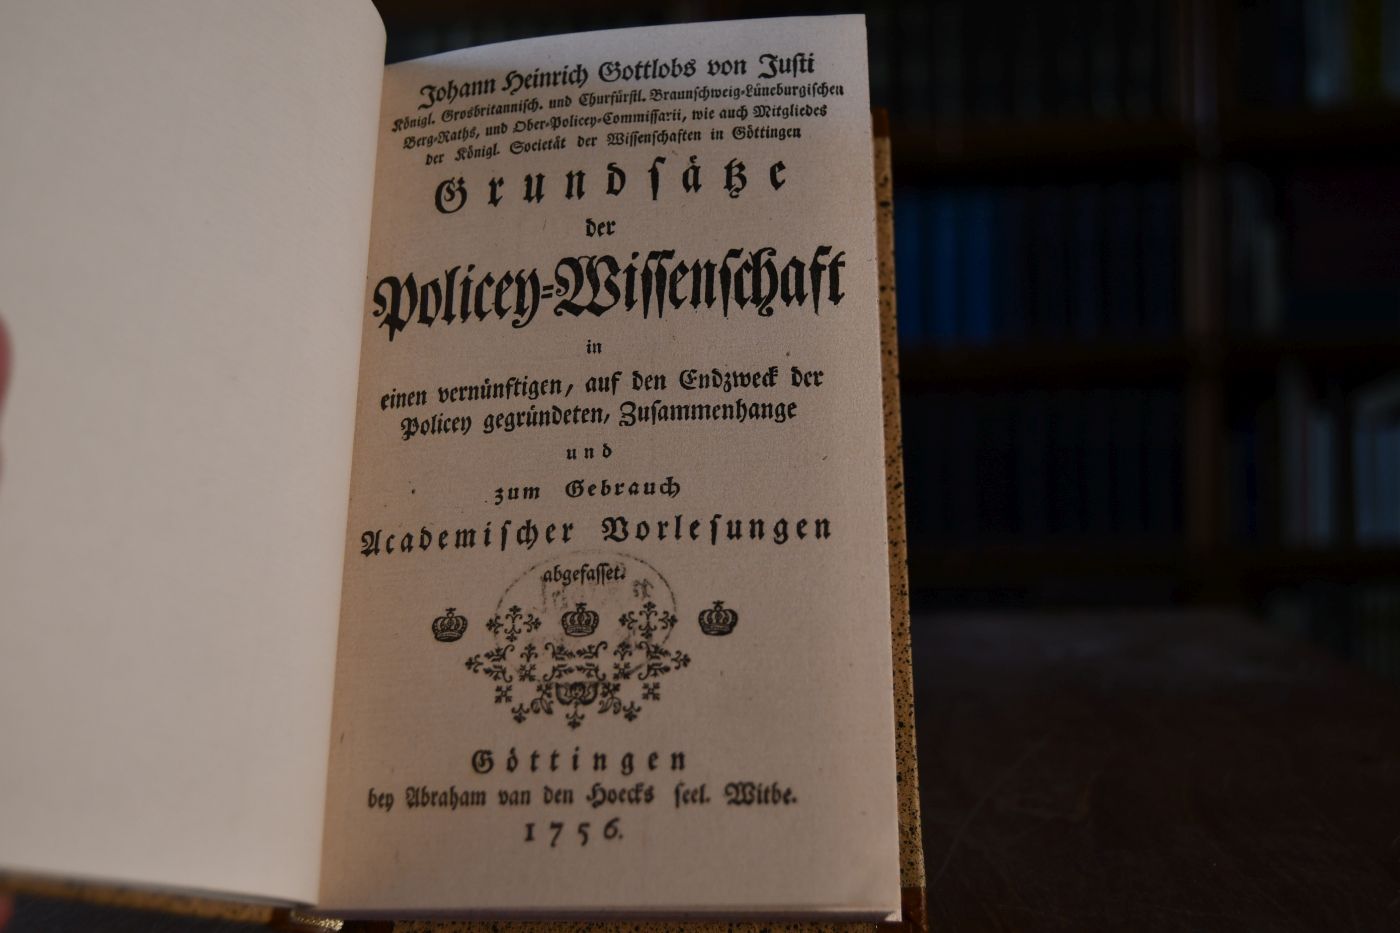 Johann Heinrich Gottlobs von Juſti
Königl. Grosbritanniſch. und Churfürſtl. Braunſchweig-Lüneburgiſchen
Berg-Raths, und Ober-Policey-Commiſſarii, wie auch Mitgliedes
der Königl. Societät der Wiſſenſchaften in Göttingen
Grundſätze
der
Policey-Wiſſenſchaft
in
einen vernünftigen, auf den Endzweck der
Policey gegründeten, Zuſammenhange
und
zum Gebrauch
Academiſcher Vorleſungen
abgefaſſet.
Göttingen
bey Abraham van den Hoecks ſeel. Witbe.
1756.